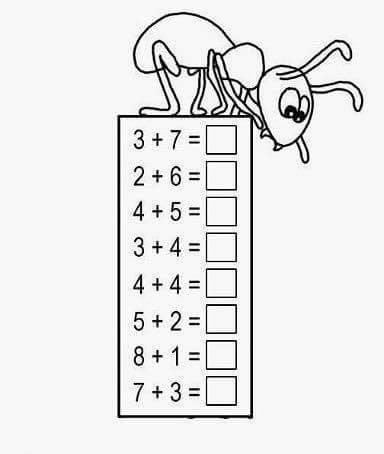 3 + 7 =
2 + 6 =
4 + 5 =
3 + 4 =
4 + 4 =
5 + 2 =
8 + 1 =
7 + 3 =